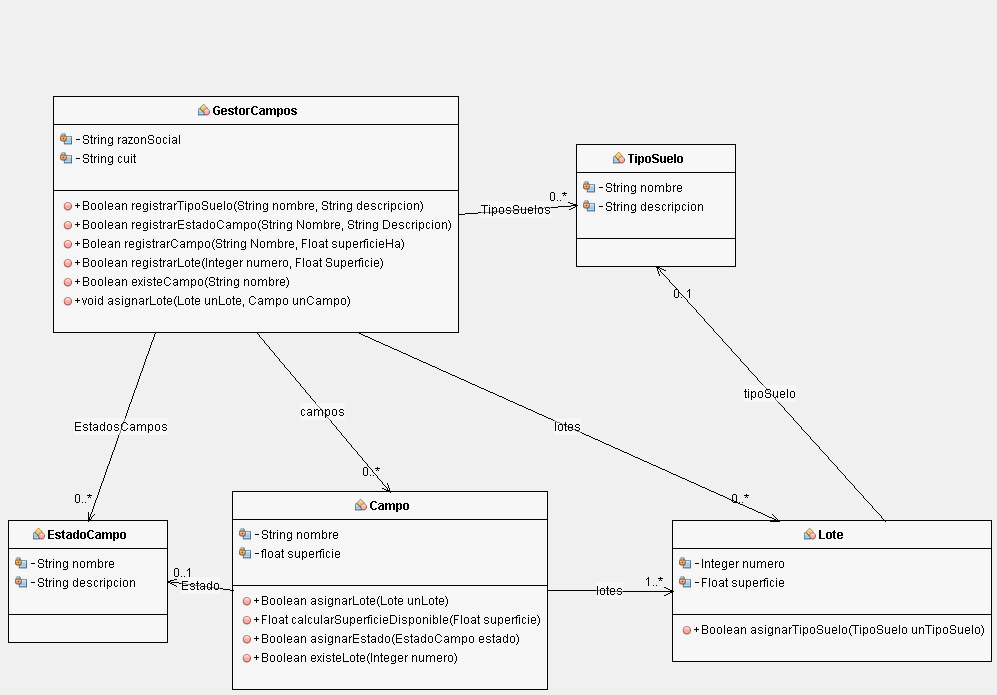 GestorCampos
-String razonSocial
-String cuit
+Boolean registrarTipoSuelo(String nombre, String descripcion)
+Boolean registrarEstadoCampo(String Nombre, String Descripcion)
+Bolean registrarCampo(String Nombre, Float superficieHa)
+Boolean registrarLote(Integer numero, Float Superficie)
+Boolean existeCampo(String nombre)
+void asignarLote(Lote unLote, Campo unCampo)
TiposSuelos
0..*
TipoSuelo
-String nombre
-String descripcion
0..1
tipoSuelo
EstadosCampos
0..*
campos
0..*
lotes
0..*
EstadoCampo
-String nombre
-String descripcion
0..1
Estado
Campo
-String nombre
-float superficie
+Boolean asignarLote(Lote unLote)
+Float calcularSuperficieDisponible(Float superficie)
+Boolean asignarEstado(EstadoCampo estado)
+Boolean existeLote(Integer numero)
lotes
1..*
Lote
-Integer numero
-Float superficie
+Boolean asignarTipoSuelo(TipoSuelo unTipoSuelo)